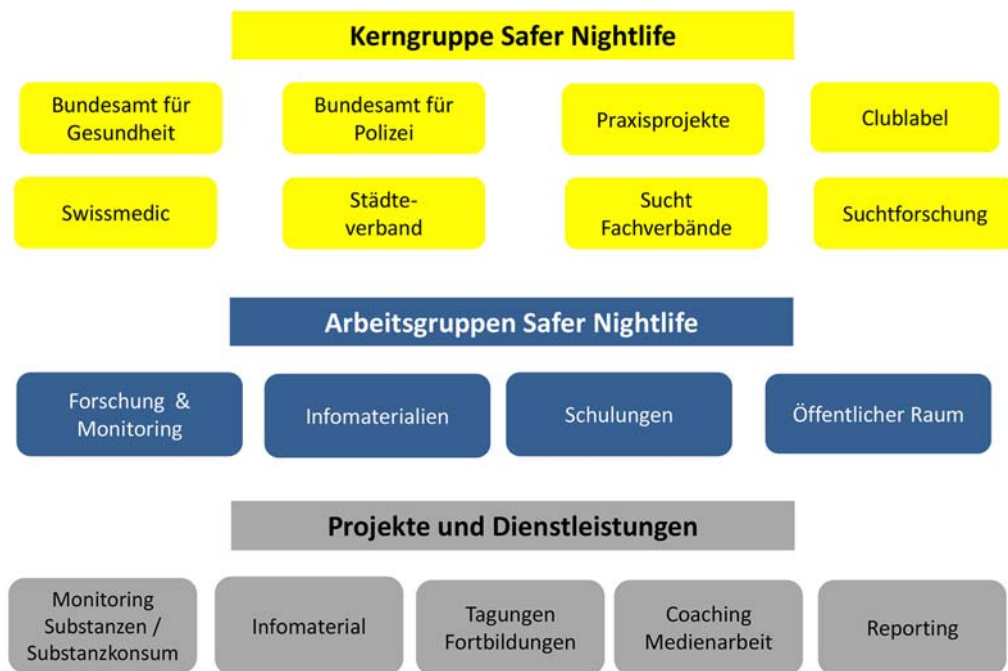 Kerngruppe Safer Nightlife
Bundesamt für
Gesundheit
Bundesamt für
Polizei
Praxisprojekte
Clublabel
Swissmedic
Städte-
verband
Sucht
Fachverbände
Suchtforschung
Arbeitsgruppen Safer Nightlife
Forschung &
Monitoring
Infomaterialien
Schulungen
Öffentlicher Raum
Projekte und Dienstleistungen
Monitoring
Substanzen /
Substanzkonsum
Infomaterial
Tagungen
Fortbildungen
Coaching
Medienarbeit
Reporting